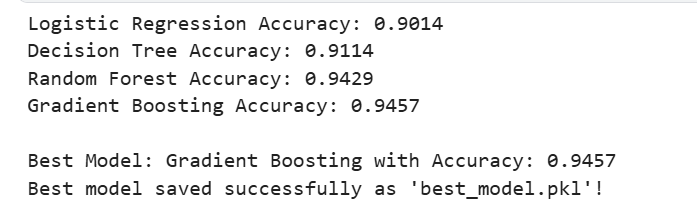 Logistic Regression Accuracy: 0.9014
Decision Tree Accuracy: 0.9114
Random Forest Accuracy: 0.9429
Gradient Boosting Accuracy: 0.9457
Best Model: Gradient Boosting with Accuracy: 0.9457
Best model saved successfully as 'best_model.pkl'!